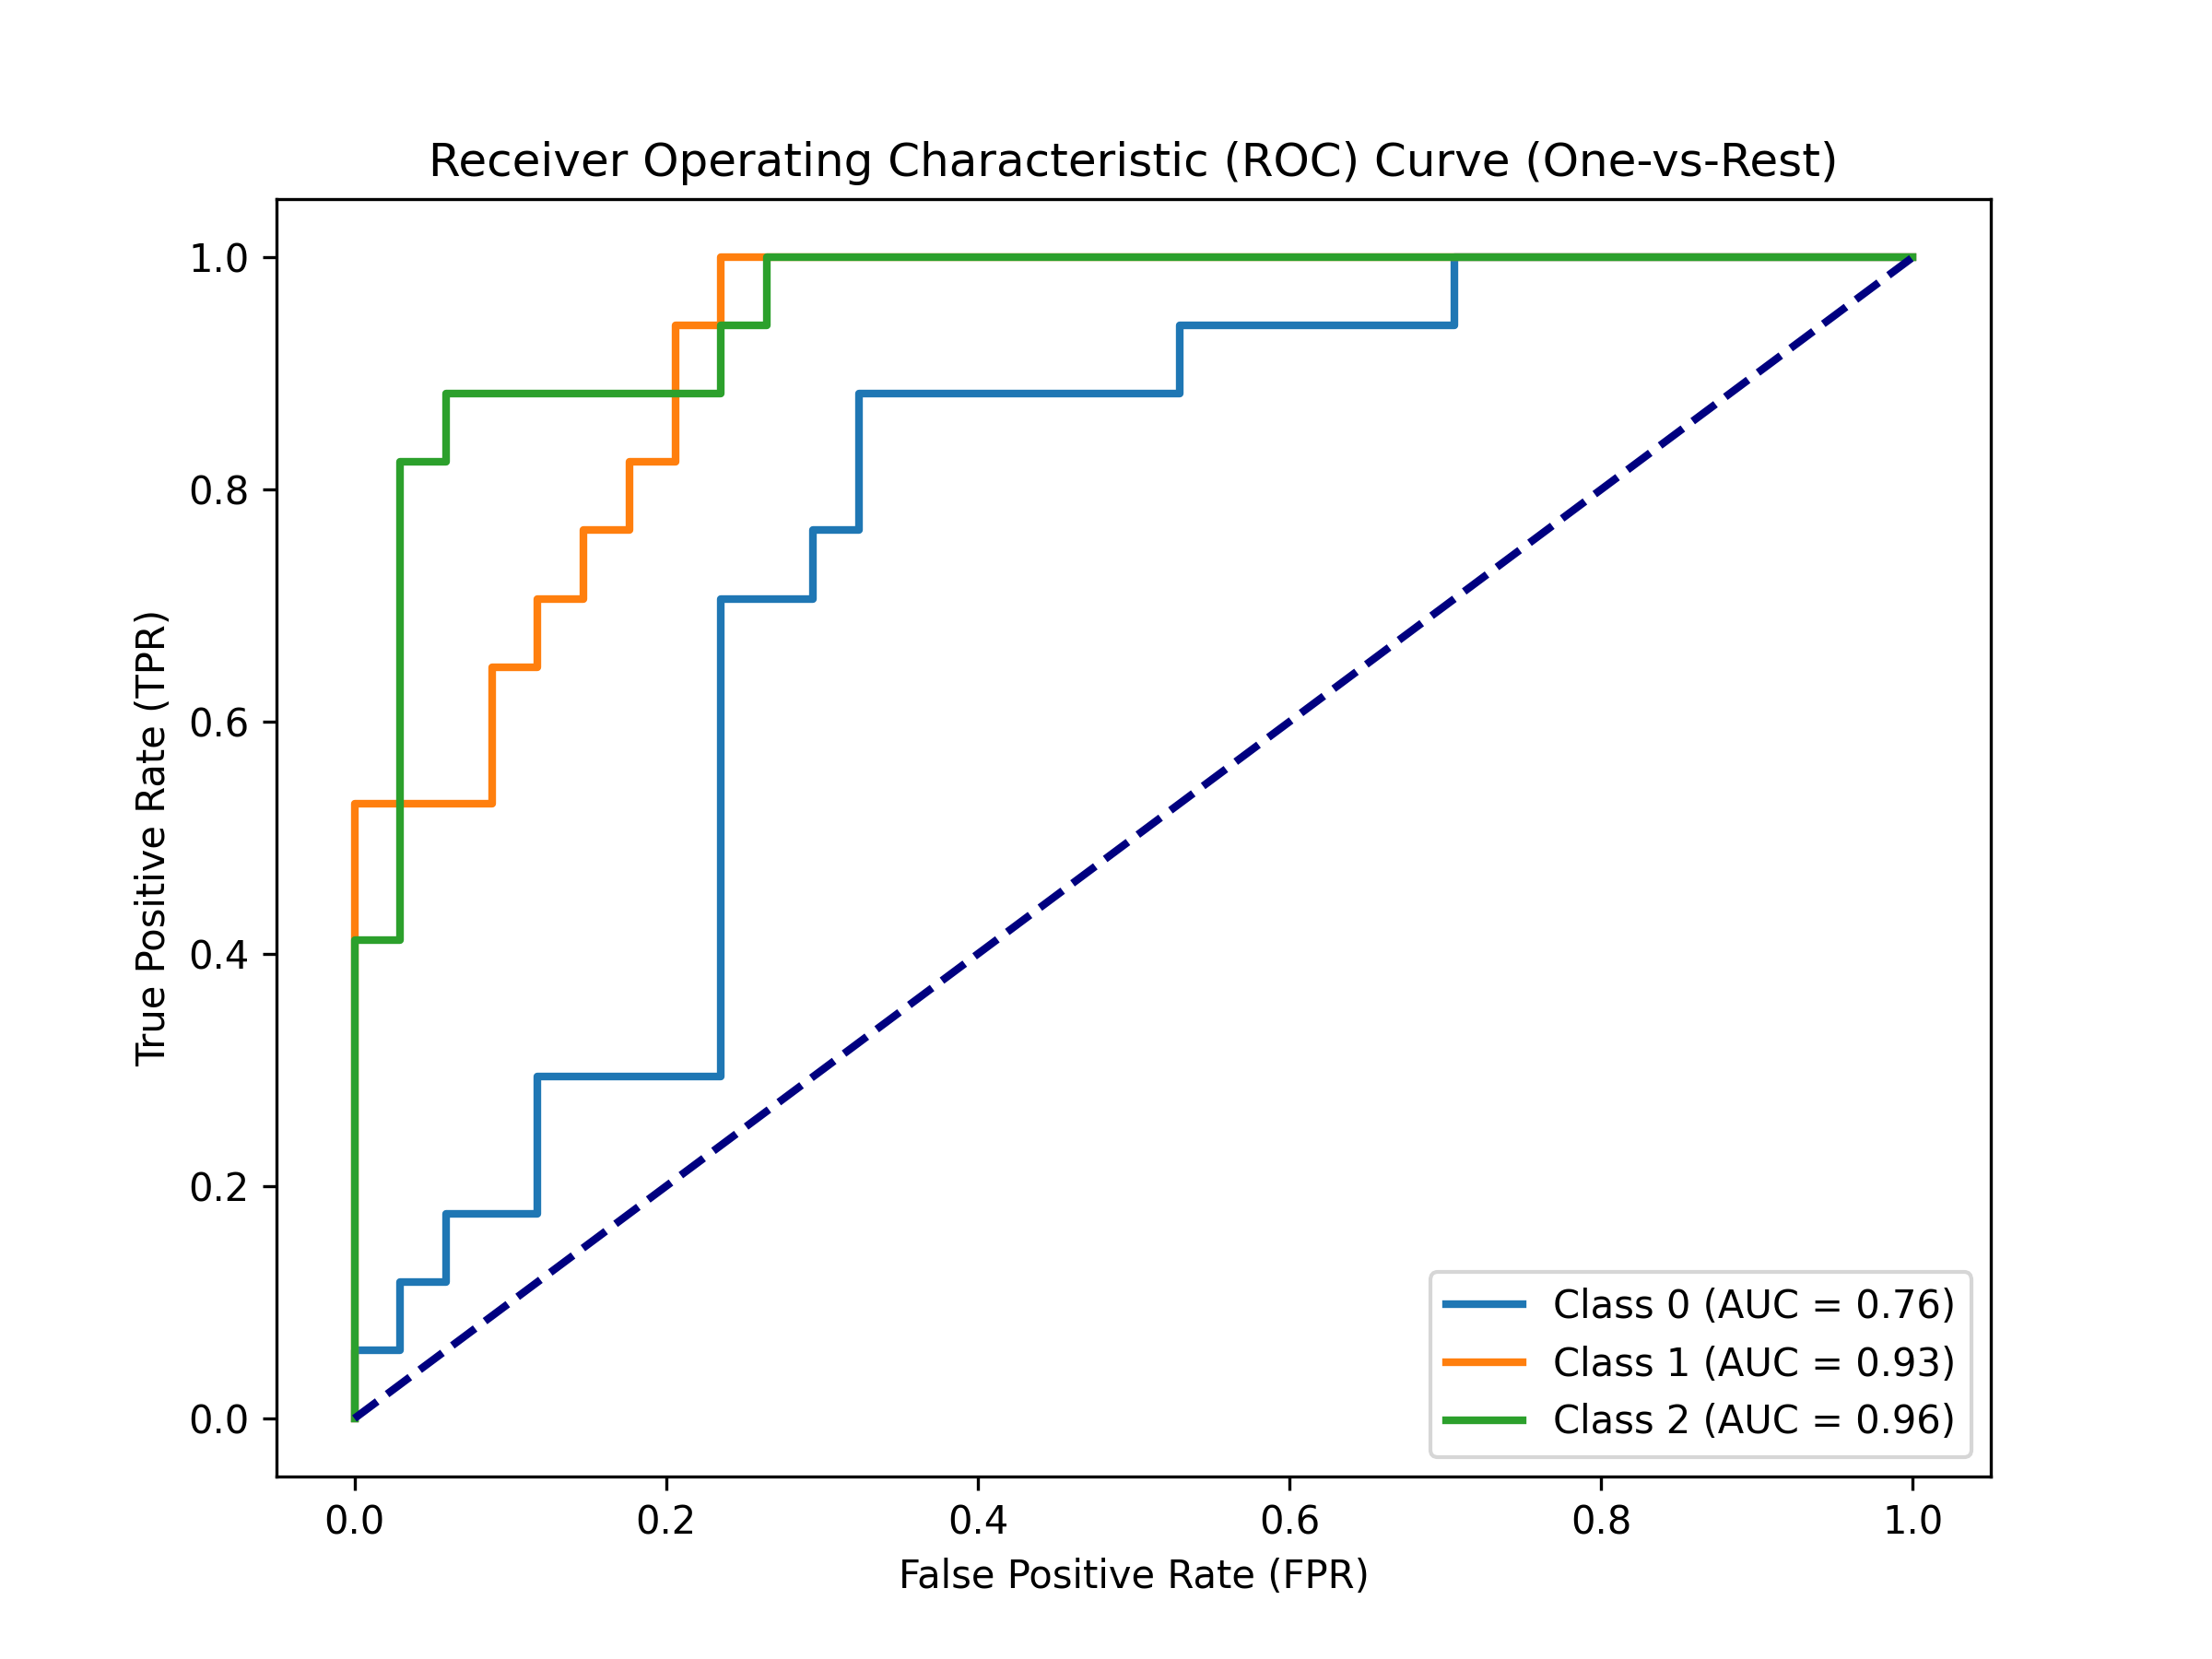 Receiver Operating Characteristic (ROC) Curve (One-vs-Rest)
True Positive Rate (TPR)
1.0
0.8
0.6
0.4
0.2
0.0
Class 0 (AUC = 0.76)
Class 1 (AUC = 0.93)
Class 2 (AUC = 0.96)
0.0 0.2 0.4 0.6 0.8 1.0
False Positive Rate (FPR)